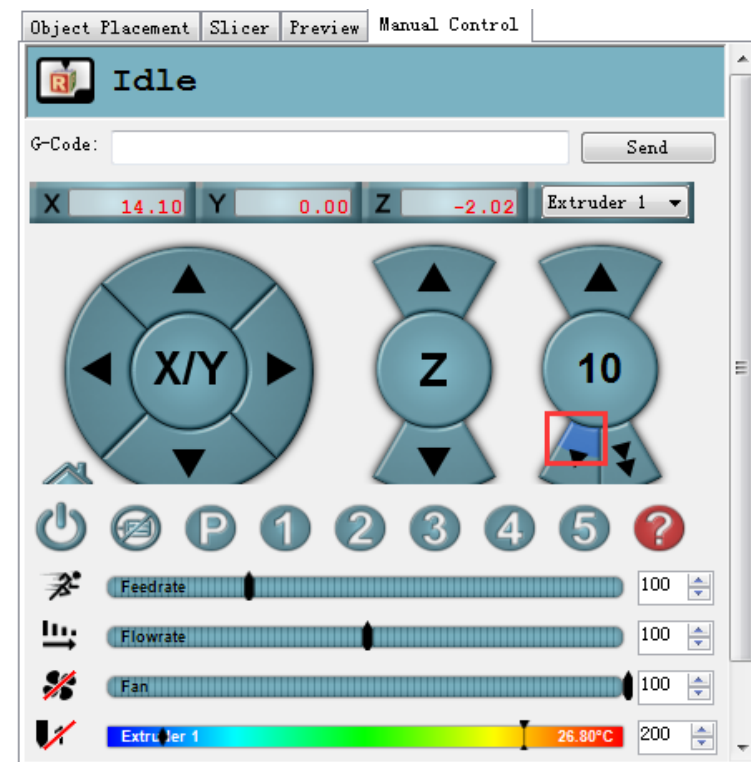 Object Placement Slicer Preview Manual Control
R Idle
G-Code: Send
X 14.10 Y 0.00 Z -2.02 Extruder 1
X/Y Z 10
P 1 2 3 4 5 ?
Feedrate 100
Flowrate 100
Fan 100
1 Extruder 1 26.80°C 200